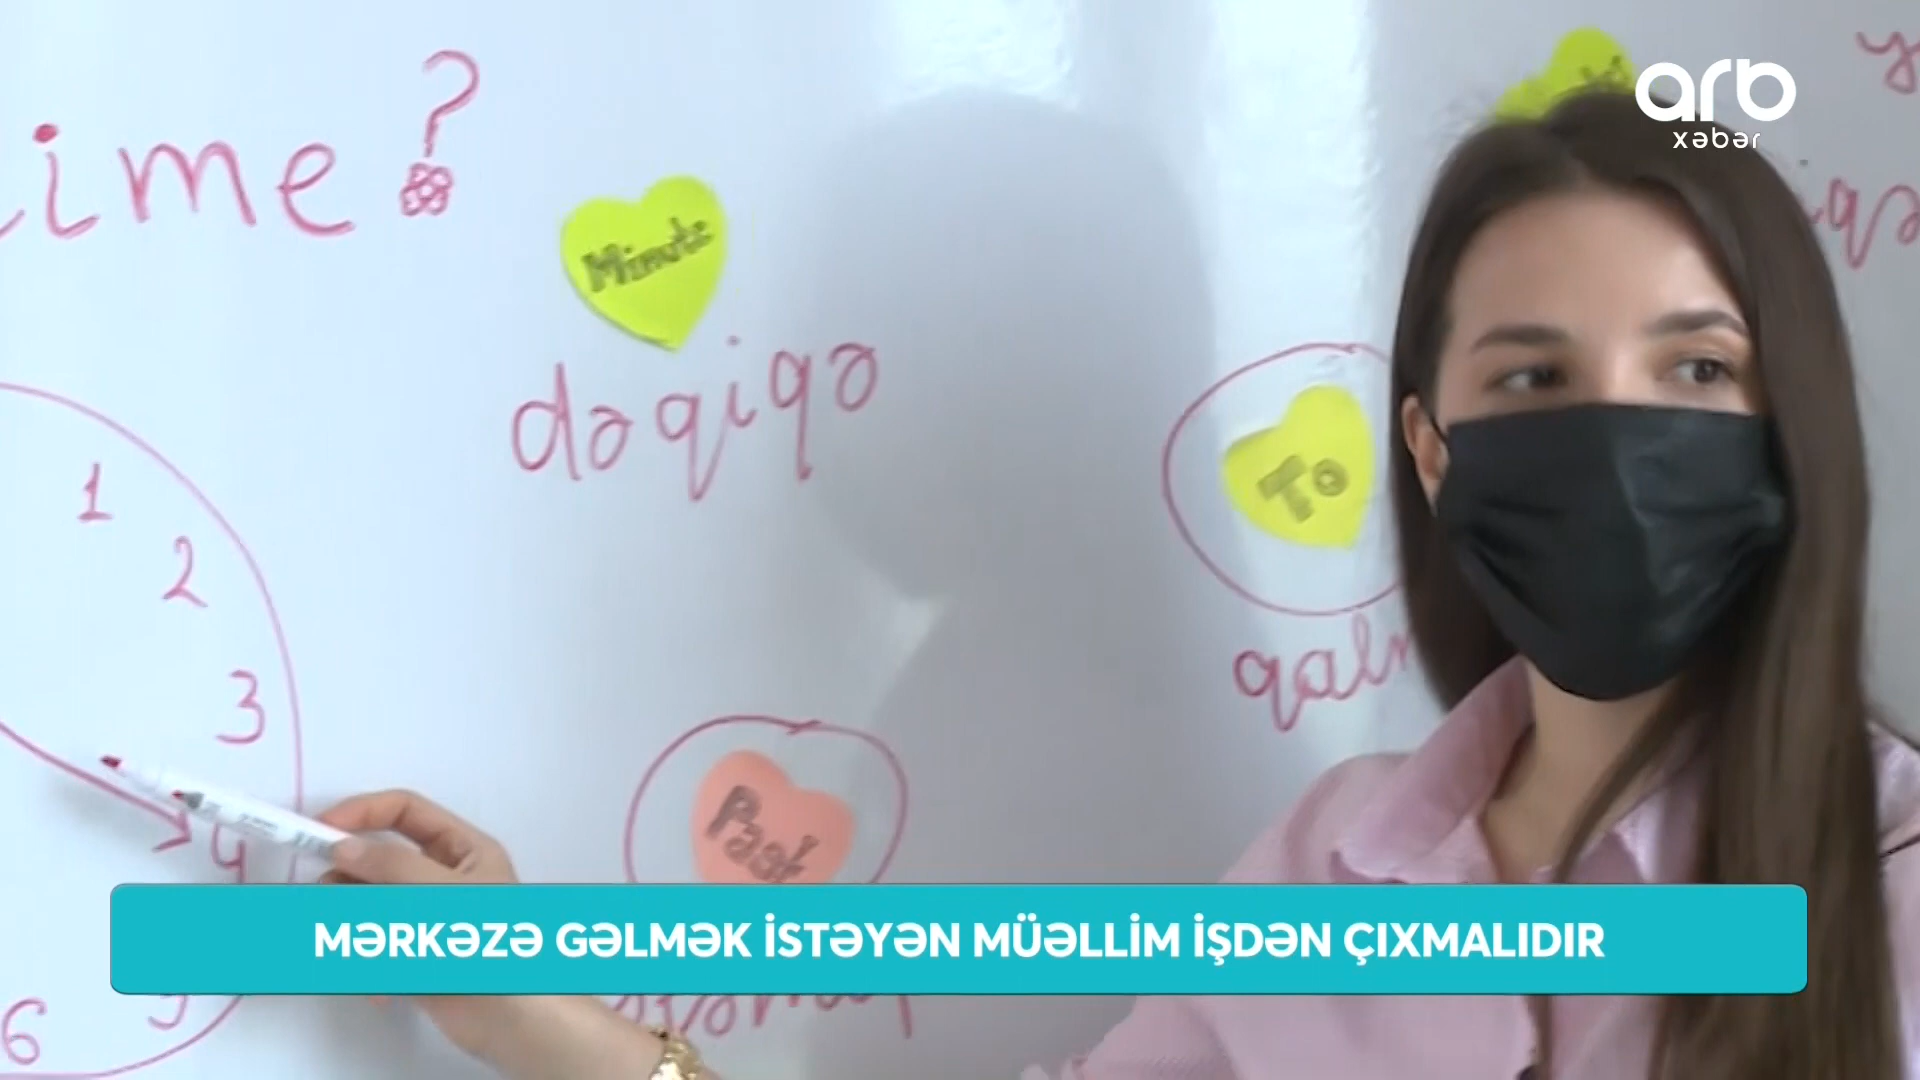 arb
xəbər
ime?
Minute
dəqiqə
To
1
2
3
4
Past
6
MƏRKƏZƏ GƏLMƏK İSTƏYƏN MÜƏLLİM İŞDƏN ÇIXMALIDIR